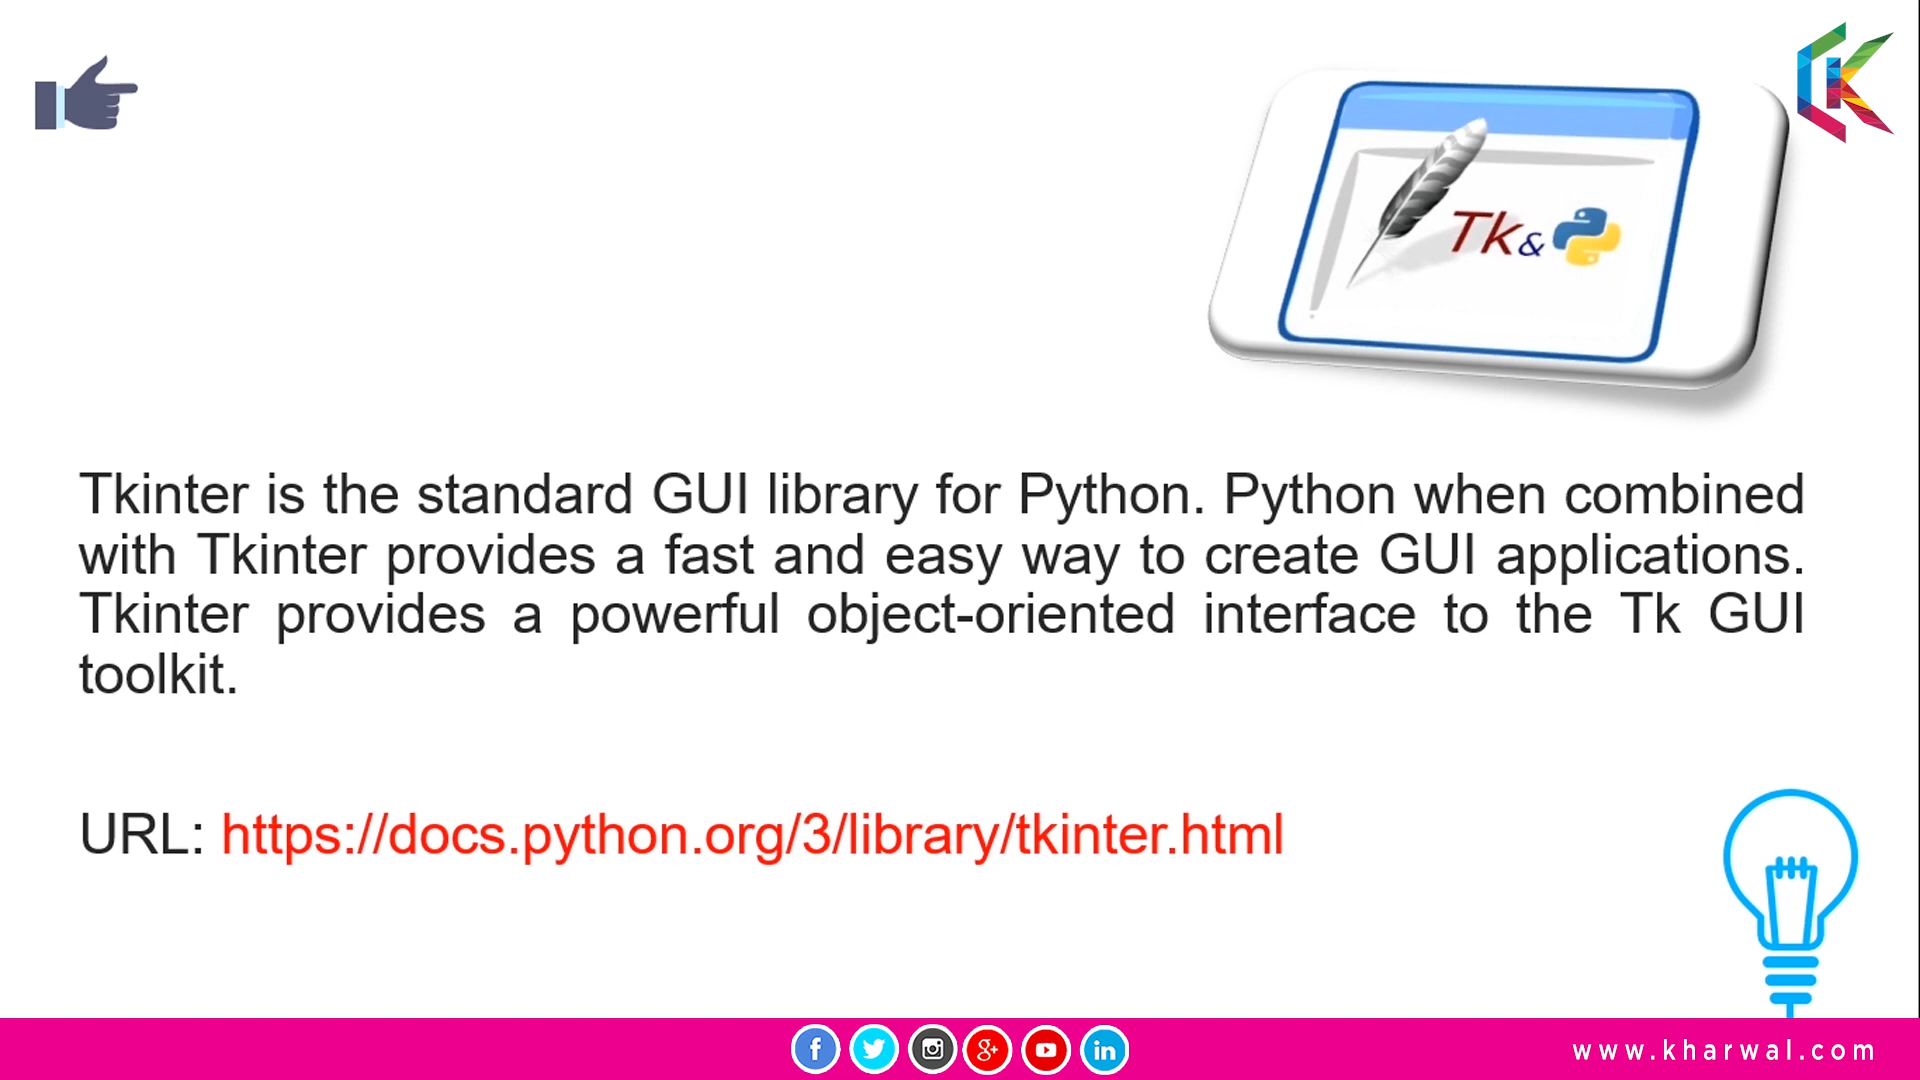 Tk & 
Tkinter is the standard GUI library for Python. Python when combined
with Tkinter provides a fast and easy way to create GUI applications.
Tkinter provides a powerful object-oriented interface to the Tk GUI
toolkit.
URL: https://docs.python.org/3/library/tkinter.html
f
g+
in
www.kharwal.com